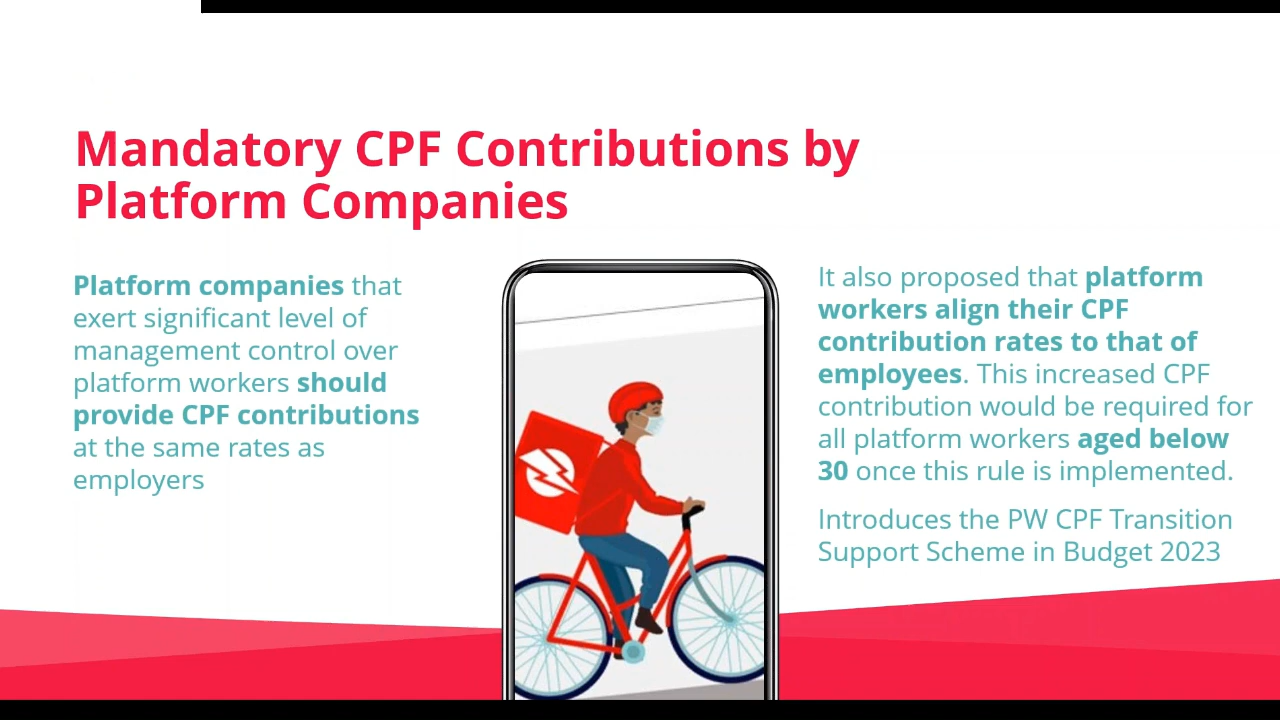 Mandatory CPF Contributions by
Platform Companies
Platform companies that
exert significant level of
management control over
platform workers should
provide CPF contributions
at the same rates as
employers
It also proposed that platform
workers align their CPF
contribution rates to that of
employees. This increased CPF
contribution would be required for
all platform workers aged below
30 once this rule is implemented.
Introduces the PW CPF Transition
Support Scheme in Budget 2023